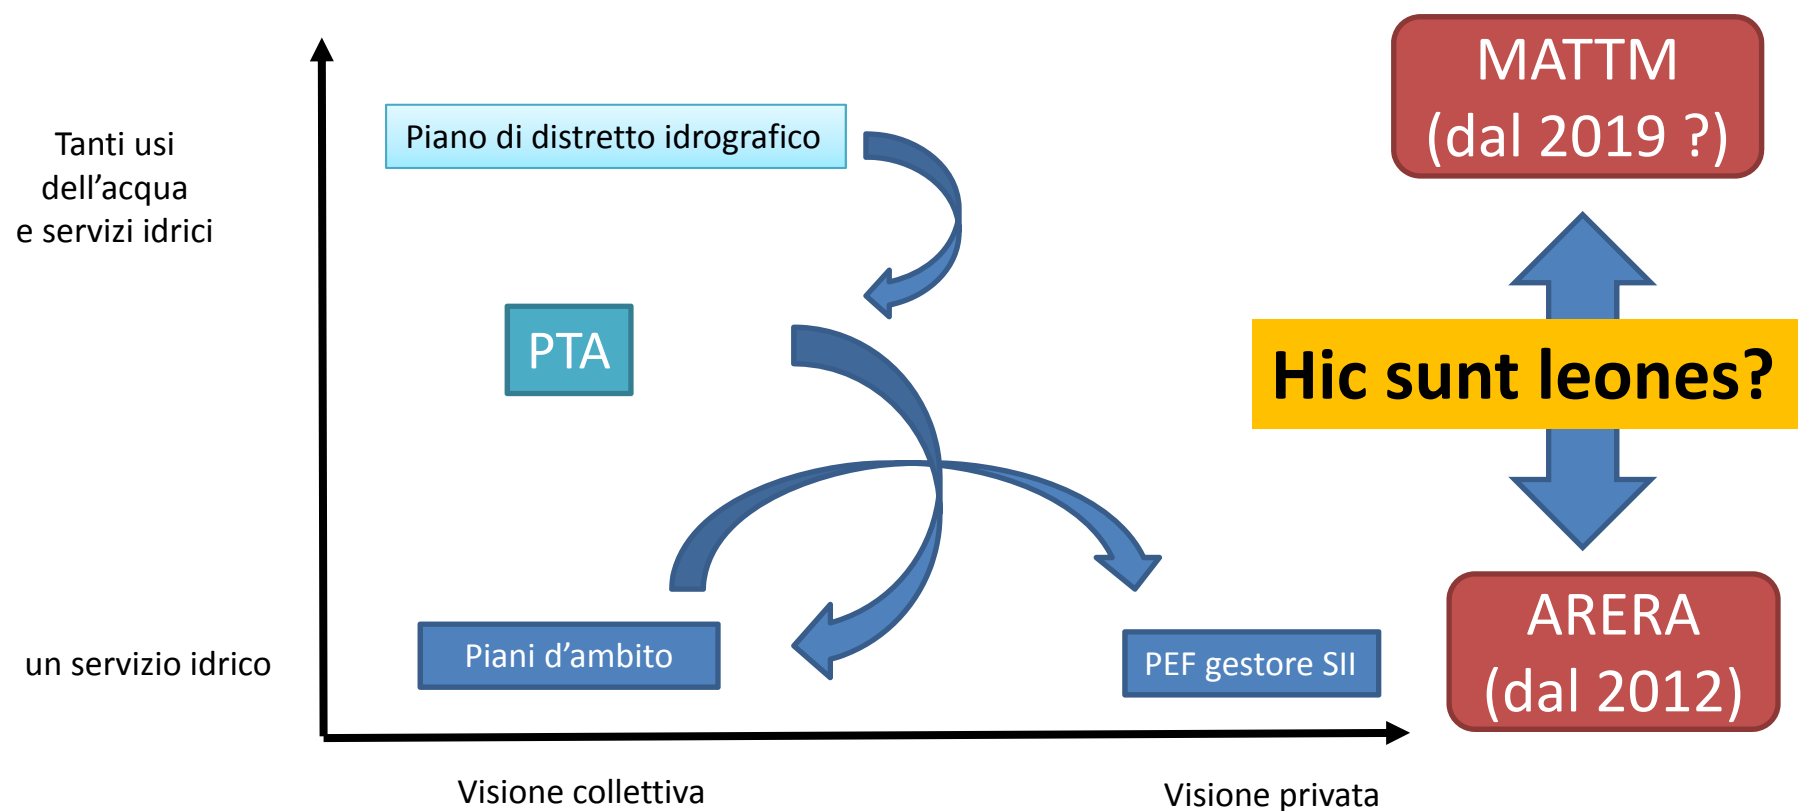 MATTM
(dal 2019 ?)
Piano di distretto idrografico
Tanti usi
dell’acqua
e servizi idrici
PTA
Hic sunt leones?
ARERA
(dal 2012)
Piani d’ambito
PEF gestore SII
un servizio idrico
Visione collettiva
Visione privata